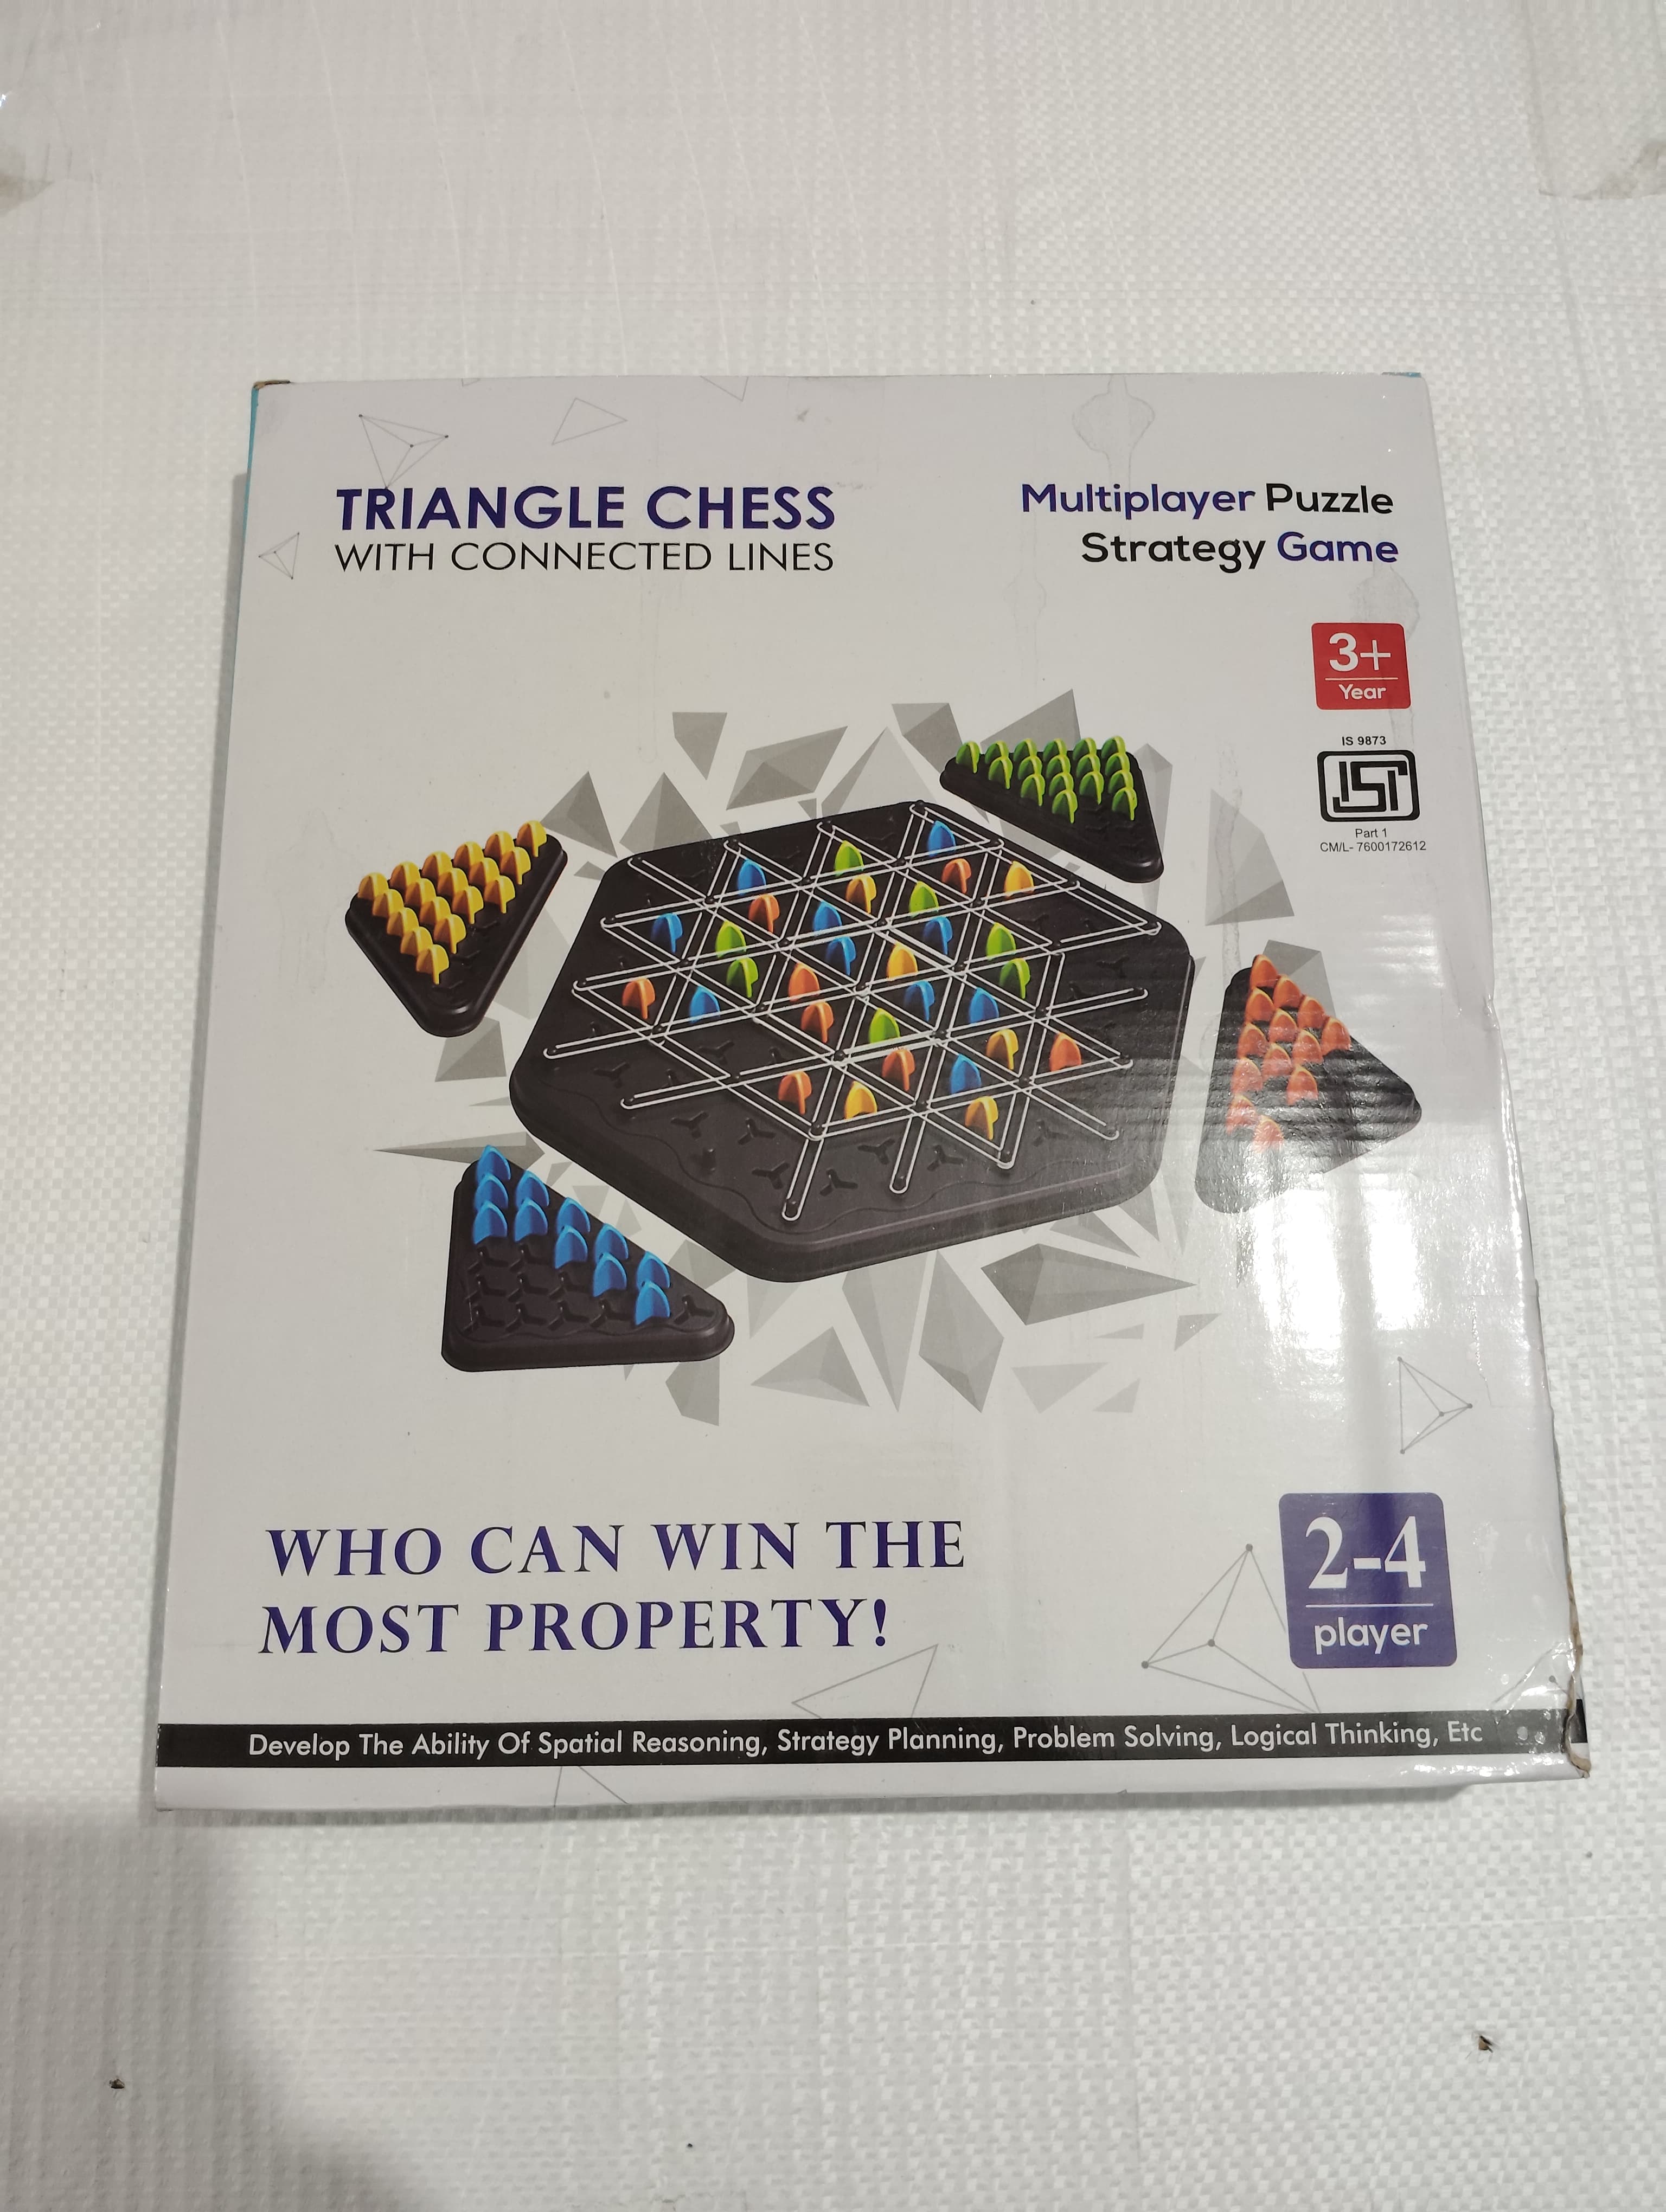 TRIANGLE CHESS
WITH CONNECTED LINES
Multiplayer Puzzle
Strategy Game
3+
Year
IS 9873
ISI
Part 1
CM/L- 7600172612
WHO CAN WIN THE
MOST PROPERTY!
2-4
player
Develop The Ability Of Spatial Reasoning, Strategy Planning, Problem Solving, Logical Thinking, Etc